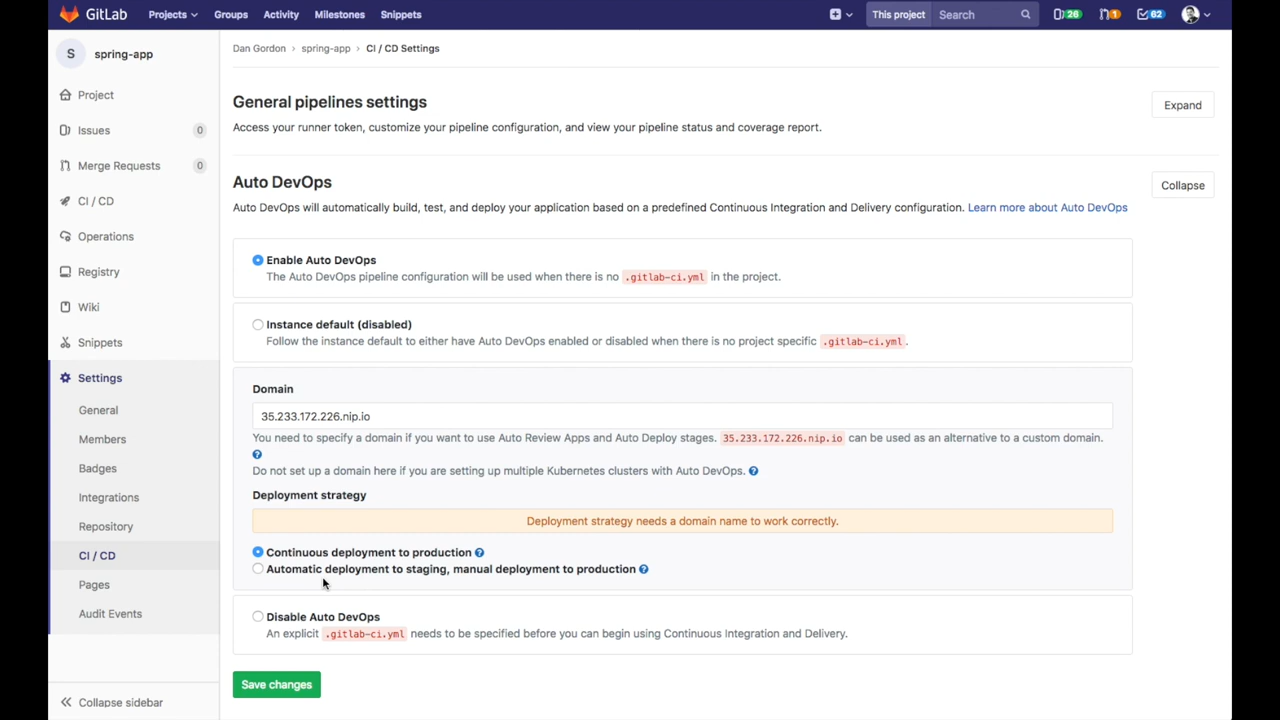 GitLab Projects Groups Activity Milestones Snippets This project Search 26 1 62
S spring-app
Project
Issues 0
Merge Requests 0
CI / CD
Operations
Registry
Wiki
Snippets
Settings
General
Members
Badges
Integrations
Repository
CI / CD
Pages
Audit Events
Collapse sidebar
Dan Gordon › spring-app › CI / CD Settings
General pipelines settings
Expand
Access your runner token, customize your pipeline configuration, and view your pipeline status and coverage report.
Auto DevOps
Collapse
Auto DevOps will automatically build, test, and deploy your application based on a predefined Continuous Integration and Delivery configuration. Learn more about Auto DevOps
Enable Auto DevOps
The Auto DevOps pipeline configuration will be used when there is no .gitlab-ci.yml in the project.
Instance default (disabled)
Follow the instance default to either have Auto DevOps enabled or disabled when there is no project specific .gitlab-ci.yml.
Domain
35.233.172.226.nip.io
You need to specify a domain if you want to use Auto Review Apps and Auto Deploy stages. 35.233.172.226.nip.io can be used as an alternative to a custom domain.
?
Do not set up a domain here if you are setting up multiple Kubernetes clusters with Auto DevOps. ?
Deployment strategy
Deployment strategy needs a domain name to work correctly.
Continuous deployment to production ?
Automatic deployment to staging, manual deployment to production ?
Disable Auto DevOps
An explicit .gitlab-ci.yml needs to be specified before you can begin using Continuous Integration and Delivery.
Save changes